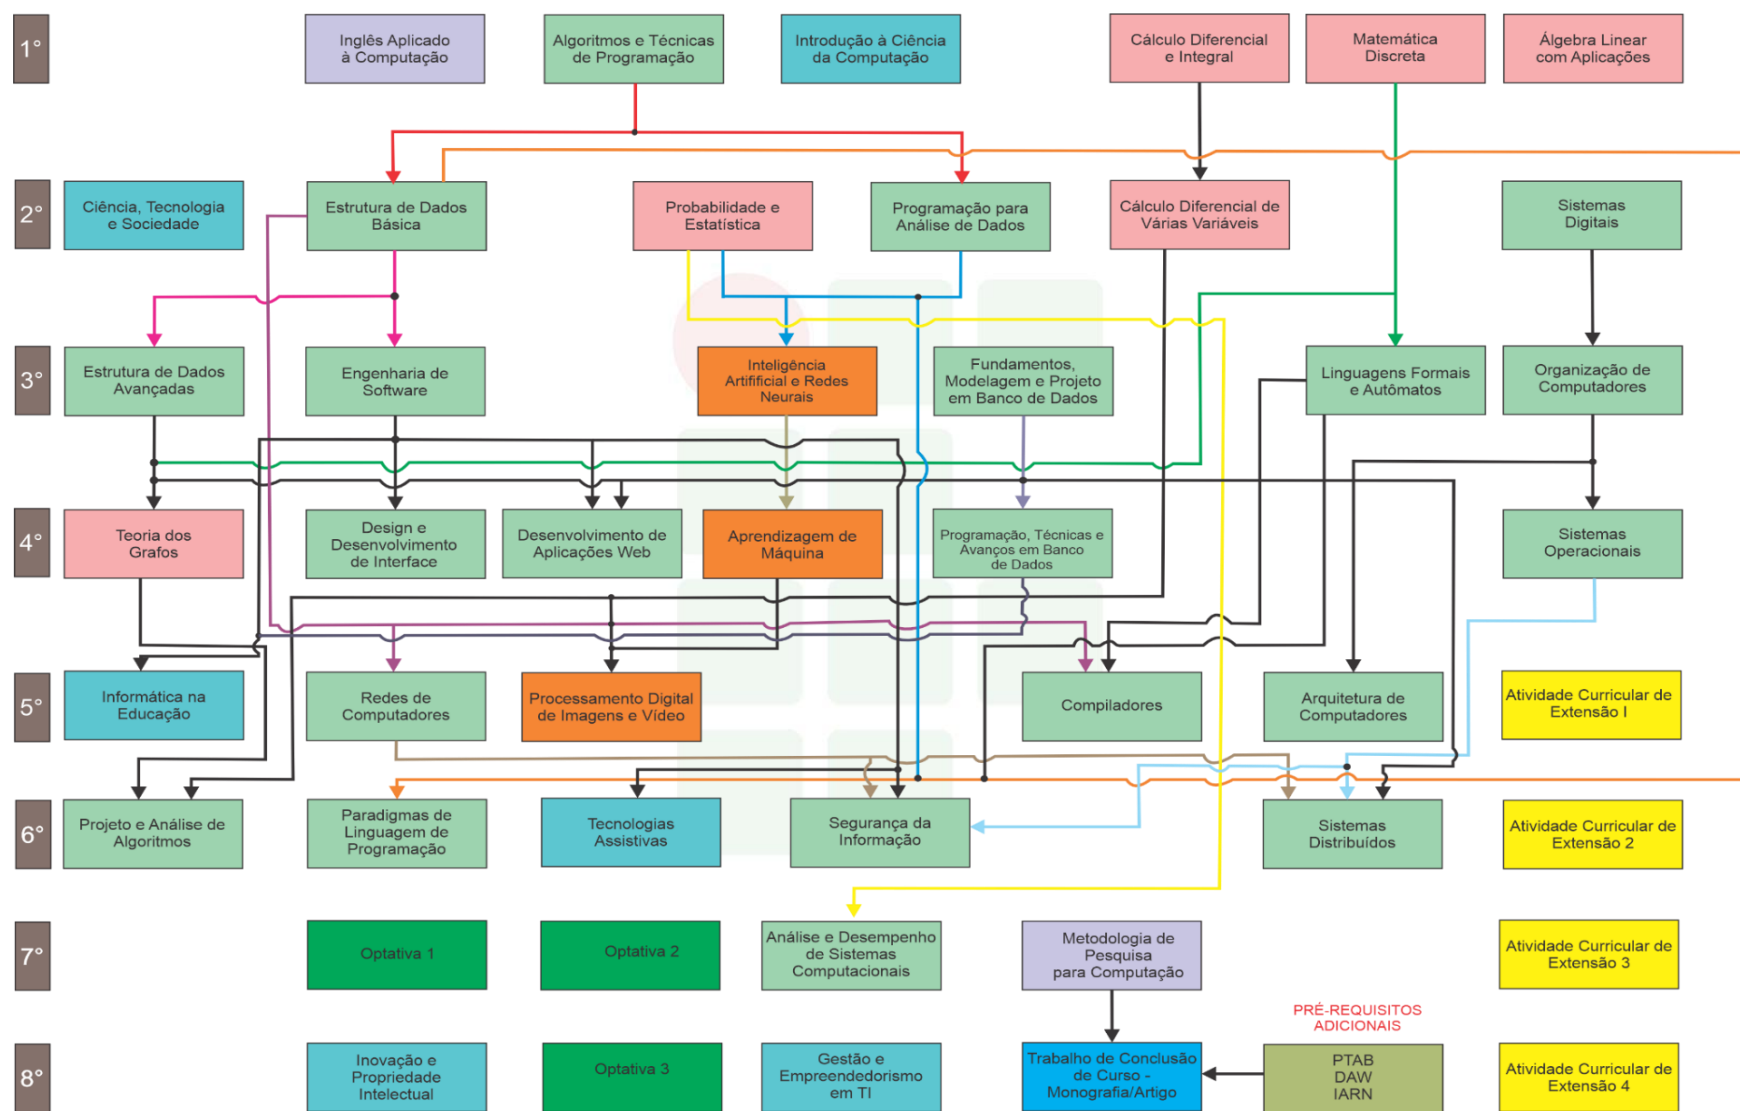 1°
Inglês Aplicado
à Computação
Algoritmos e Técnicas
de Programação
Introdução à Ciência
da Computação
Cálculo Diferencial
e Integral
Matemática
Discreta
Álgebra Linear
com Aplicações
2°
Ciência, Tecnologia
e Sociedade
Estrutura de Dados
Básica
Probabilidade e
Estatística
Programação para
Análise de Dados
Cálculo Diferencial de
Várias Variáveis
Sistemas
Digitais
3°
Estrutura de Dados
Avançadas
Engenharia de
Software
Inteligência
Artifificial e Redes
Neurais
Fundamentos,
Modelagem e Projeto
em Banco de Dados
Linguagens Formais
e Autômatos
Organização de
Computadores
4°
Teoria dos
Grafos
Design e
Desenvolvimento
de Interface
Desenvolvimento de
Aplicações Web
Aprendizagem de
Máquina
Programação, Técnicas e
Avanços em Banco
de Dados
Sistemas
Operacionais
5°
Informática na
Educação
Redes de
Computadores
Processamento Digital
de Imagens e Vídeo
Compiladores
Arquitetura de
Computadores
Atividade Curricular de
Extensão I
6°
Projeto e Análise de
Algoritmos
Paradigmas de
Linguagem de
Programação
Tecnologias
Assistivas
Segurança da
Informação
Sistemas
Distribuídos
Atividade Curricular de
Extensão 2
7°
Optativa 1
Optativa 2
Análise e Desempenho
de Sistemas
Computacionais
Metodologia de
Pesquisa
para Computação
Atividade Curricular de
Extensão 3
PRÉ-REQUISITOS
ADICIONAIS
8°
Inovação e
Propriedade
Intelectual
Optativa 3
Gestão e
Empreendedorismo
em TI
Trabalho de Conclusão
de Curso -
Monografia/Artigo
PTAB
DAW
IARN
Atividade Curricular de
Extensão 4